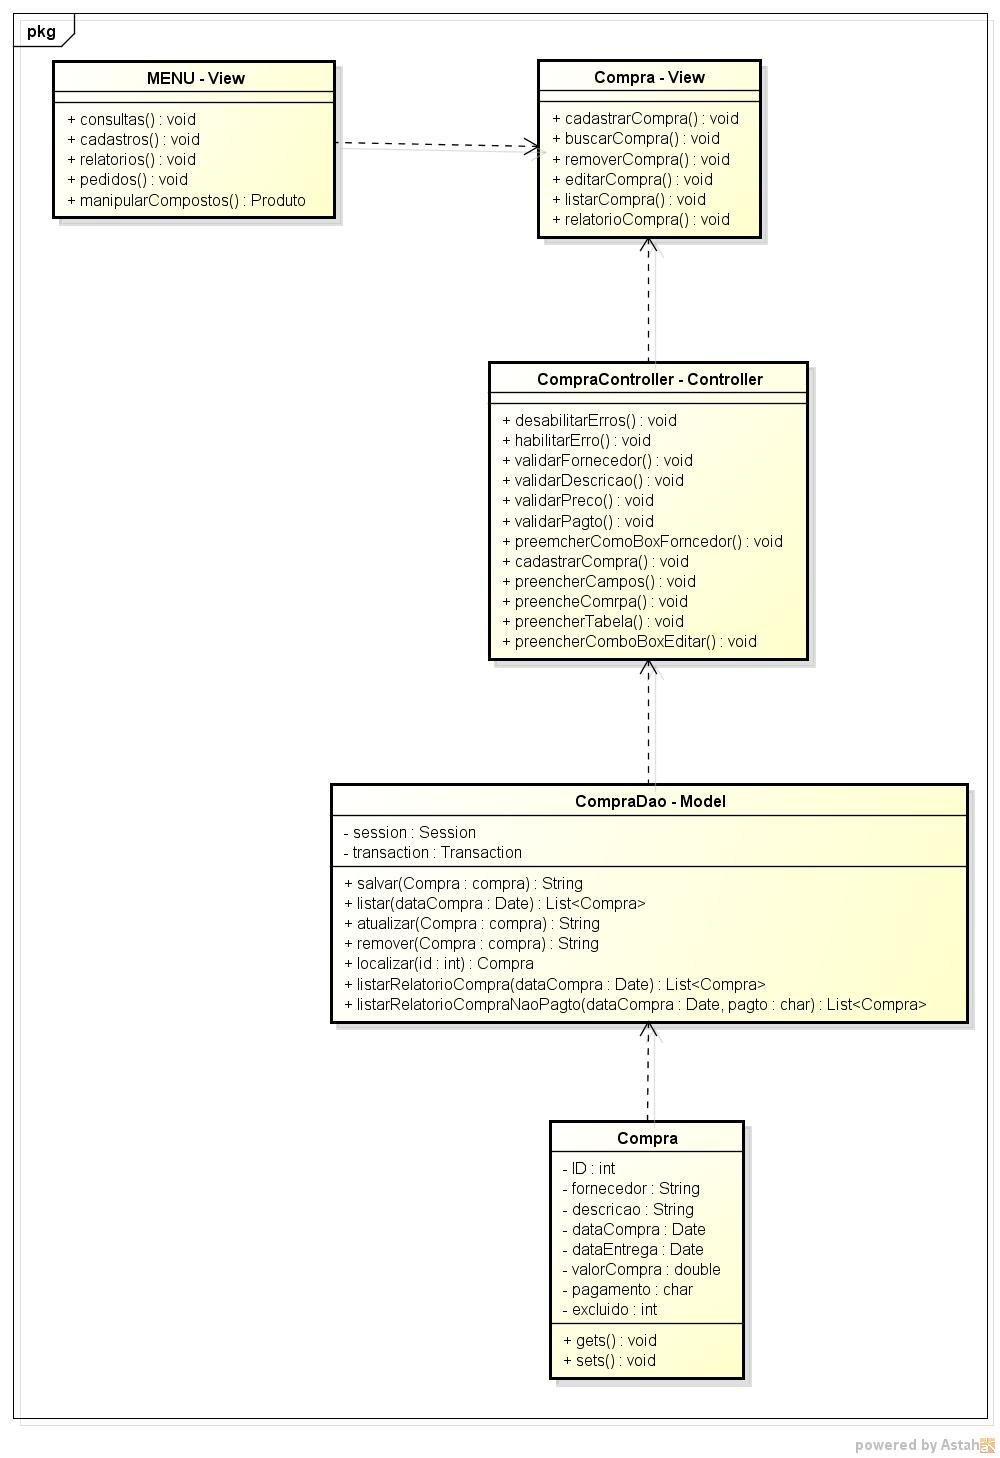 pkg
MENU - View
+ consultas() : void
+ cadastros() : void
+ relatorios() : void
+ pedidos() : void
+ manipularCompostos() : Produto
Compra - View
+ cadastrarCompra() : void
+ buscarCompra() : void
+ removerCompra() : void
+ editarCompra() : void
+ listarCompra() : void
+ relatorioCompra() : void
CompraController - Controller
+ desabilitarErros() : void
+ habilitarErro() : void
+ validarFornecedor() : void
+ validarDescricao() : void
+ validarPreco() : void
+ validarPagto() : void
+ preemcherComoBoxForncedor() : void
+ cadastrarCompra() : void
+ preencherCampos() : void
+ preencheComrpa() : void
+ preencherTabela() : void
+ preencherComboBoxEditar() : void
CompraDao - Model
- session : Session
- transaction : Transaction
+ salvar(Compra : compra) : String
+ listar(dataCompra : Date) : List<Compra>
+ atualizar(Compra : compra) : String
+ remover(Compra : compra) : String
+ localizar(id : int) : Compra
+ listarRelatorioCompra(dataCompra : Date) : List<Compra>
+ listarRelatorioCompraNaoPagto(dataCompra : Date, pagto : char) : List<Compra>
Compra
- ID : int
- fornecedor : String
- descricao : String
- dataCompra : Date
- dataEntrega : Date
- valorCompra : double
- pagamento : char
- excluido : int
+ gets() : void
+ sets() : void
powered by Astah